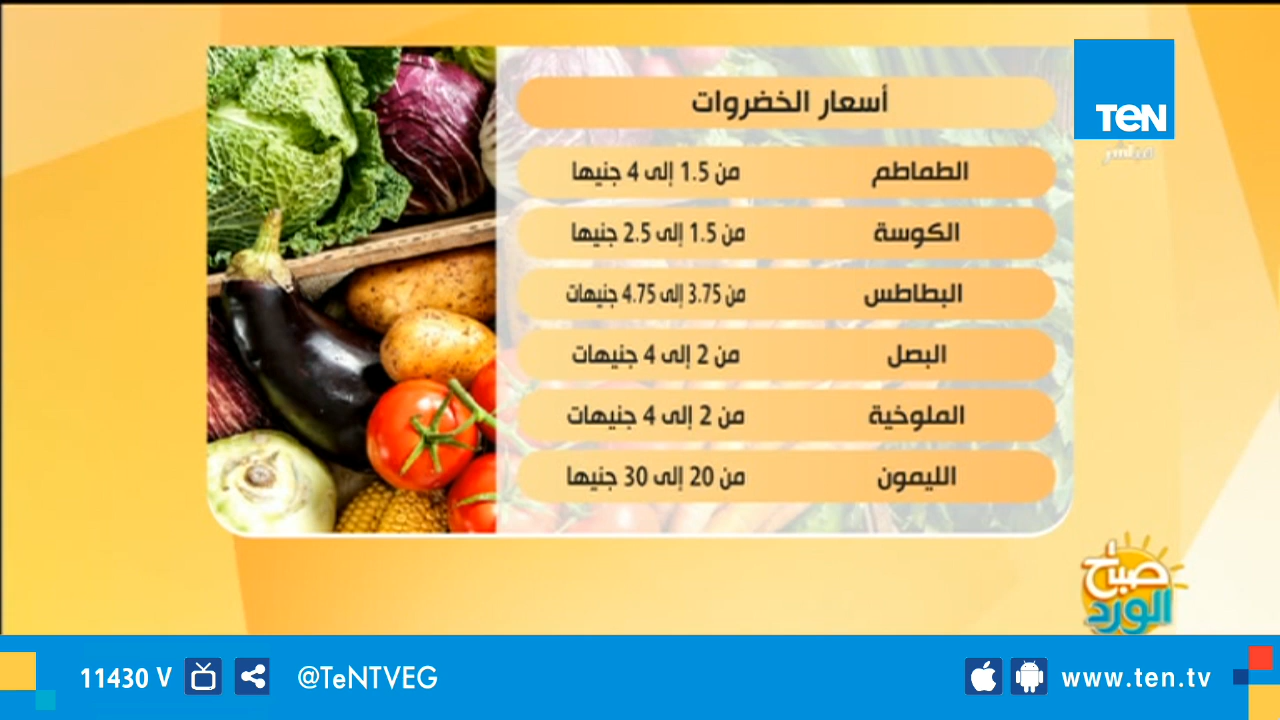 TEN
مباشر
أسعار الخضروات
الطماطم من 1.5 إلى 4 جنيها
الكوسة من 1.5 إلى 2.5 جنيها
البطاطس من 3.75 إلى 4.75 جنيهات
البصل من 2 إلى 4 جنيهات
الملوخية من 2 إلى 4 جنيهات
الليمون من 20 إلى 30 جنيها
صباح
الورد
11430 V @TeNTVEG www.ten.tv